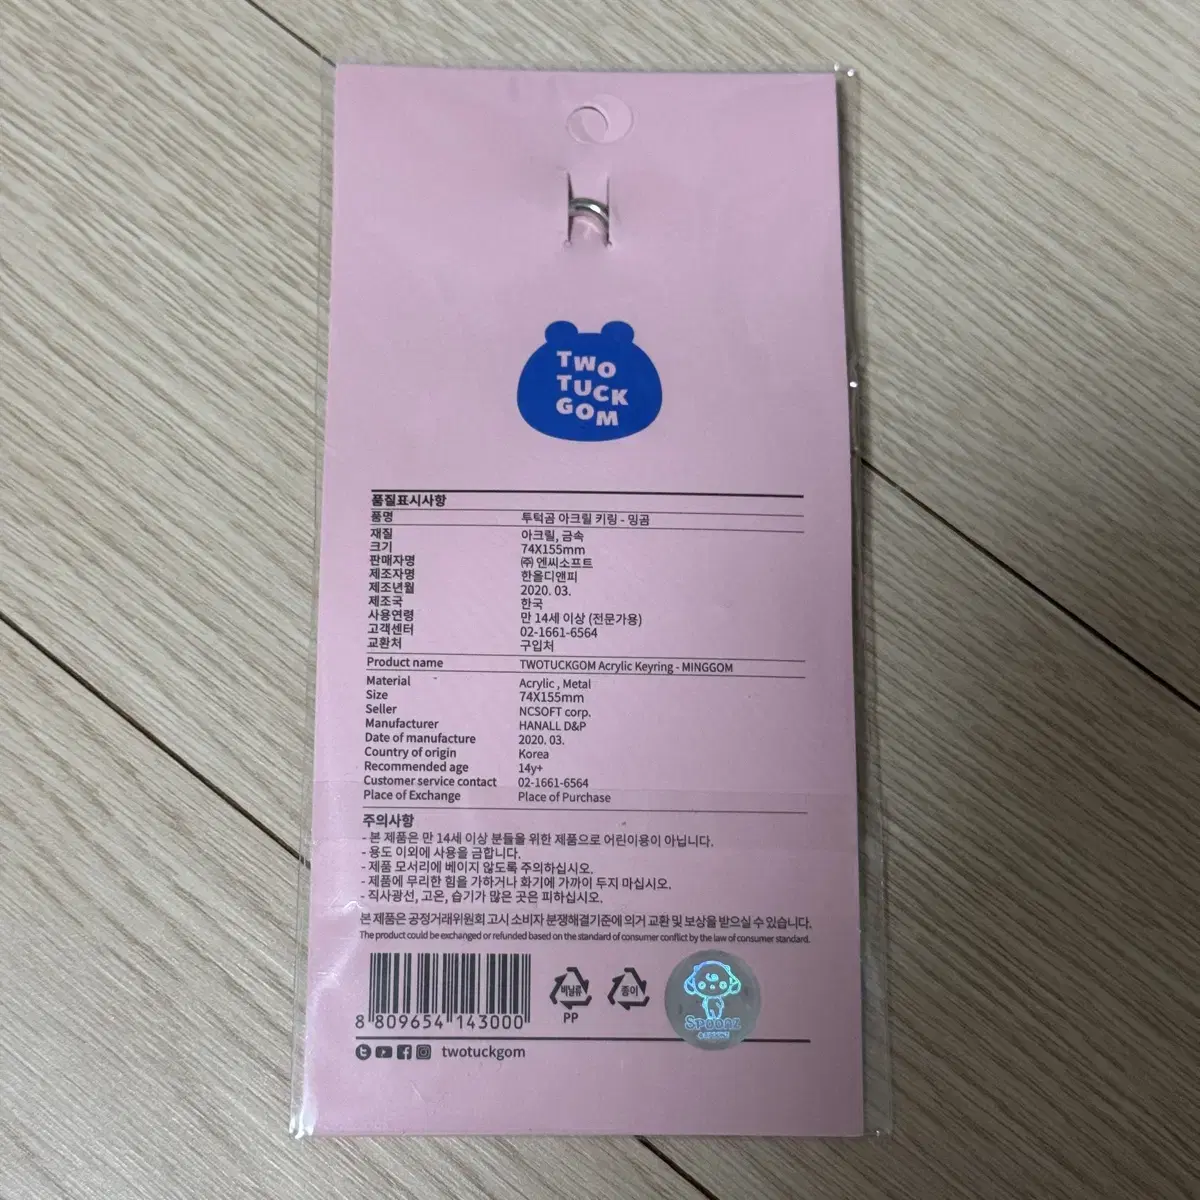 TWO
TUCK
GOM
품질표시사항
품명 투턱곰 아크릴 키링 - 밍곰
재질 아크릴, 금속
크기 74X155mm
판매자명 ㈜ 엔씨소프트
제조자명 한올디앤피
제조년월 2020. 03.
제조국 한국
사용연령 만 14세 이상 (전문가용)
고객센터 02-1661-6564
교환처 구입처
Product name TWOTUCKGOM Acrylic Keyring - MINGGOM
Material Acrylic , Metal
Size 74X155mm
Seller NCSOFT corp.
Manufacturer HANALL D&P
Date of manufacture 2020. 03.
Country of origin Korea
Recommended age 14y+
Customer service contact 02-1661-6564
Place of Exchange Place of Purchase
주의사항
- 본 제품은 만 14세 이상 분들을 위한 제품으로 어린이용이 아닙니다.
- 용도 이외에 사용을 금합니다.
- 제품 모서리에 베이지 않도록 주의하십시오.
- 제품에 무리한 힘을 가하거나 화기에 가까이 두지 마십시오.
- 직사광선, 고온, 습기가 많은 곳은 피하십시오.
본 제품은 공정거래위원회 고시 소비자 분쟁해결기준에 의거 교환 및 보상을 받으실 수 있습니다.
The product could be exchanged or refunded based on the standard of consumer conflict by the law of consumer standard.
8 809654 143000
비닐류
PP
종이
SPOONZ
twotuckgom